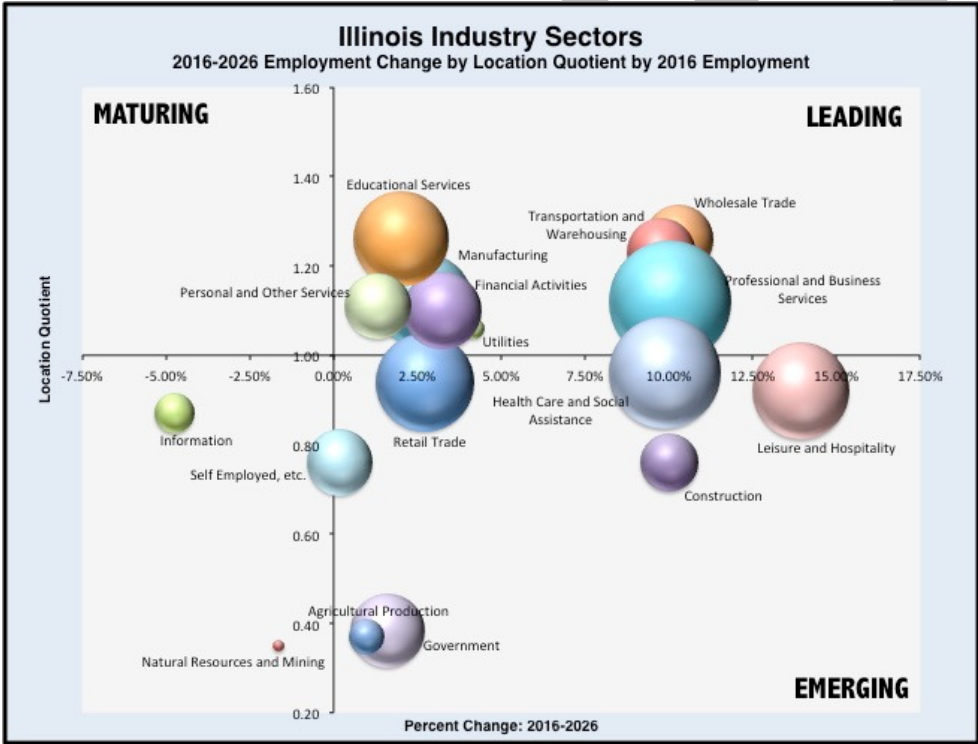 Illinois Industry Sectors
2016-2026 Employment Change by Location Quotient by 2016 Employment
1.60
MATURING
LEADING
1.40
Educational Services
Wholesale Trade
Transportation and
Warehousing
1.20
Manufacturing
Professional and Business
Services
Financial Activities
Personal and Other Services
Utilities
Location Quotient
1.00
-7.50%
-5.00%
-2.50%
0.00%
2.50%
5.00%
7.50%
10.00%
12.50%
15.00%
17.50%
Health Care and Social
Assistance
Information
Retail Trade
0.80
Leisure and Hospitality
Self Employed, etc.
Construction
0.60
Agricultural Production
0.40
Government
Natural Resources and Mining
EMERGING
0.20
Percent Change: 2016-2026